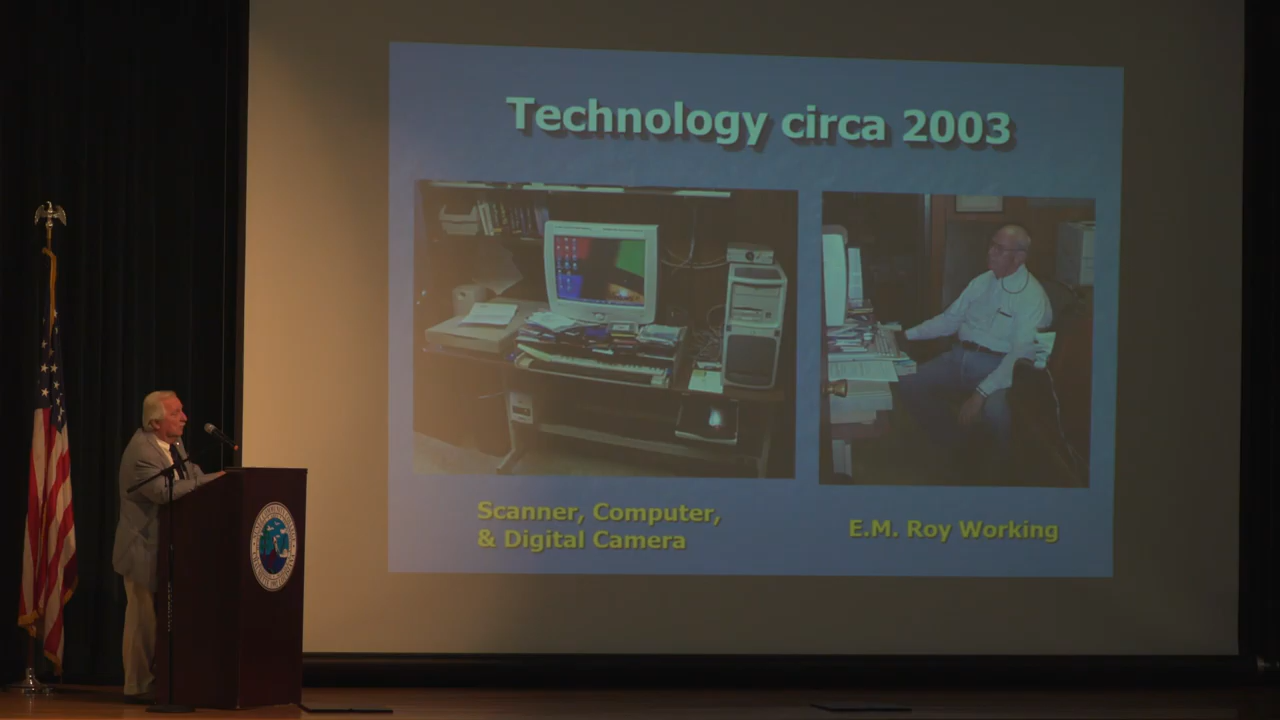 Technology circa 2003
Scanner, Computer,
& Digital Camera
E.M. Roy Working